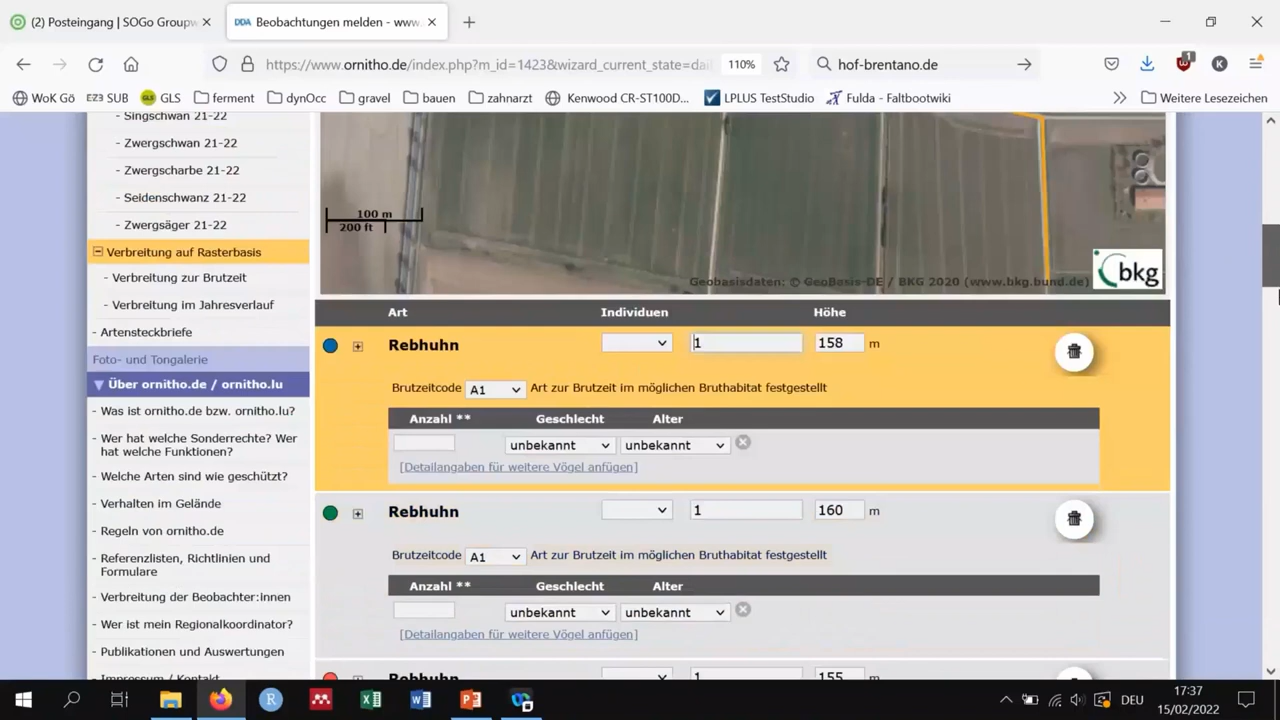 (2) Posteingang | SOGo Groupw
DDA Beobachtungen melden - www.
https://www.ornitho.de/index.php?m_id=1423&wizard_current_state=dai
110%
hof-brentano.de
1
K
WoK Gö
EZ3 SUB
GLS
ferment
dynOcc
gravel
bauen
zahnarzt
Kenwood CR-ST100D...
LPLUS TestStudio
Fulda - Faltbootwiki
Weitere Lesezeichen
- Singschwan 21-22
- Zwergschwan 21-22
- Zwergscharbe 21-22
- Seidenschwanz 21-22
- Zwergsäger 21-22
Verbreitung auf Rasterbasis
- Verbreitung zur Brutzeit
- Verbreitung im Jahresverlauf
- Artensteckbriefe
Foto- und Tongalerie
Über ornitho.de / ornitho.lu
- Was ist ornitho.de bzw. ornitho.lu?
- Wer hat welche Sonderrechte? Wer
hat welche Funktionen?
- Welche Arten sind wie geschützt?
- Verhalten im Gelände
- Regeln von ornitho.de
- Referenzlisten, Richtlinien und
Formulare
- Verbreitung der Beobachter:innen
- Wer ist mein Regionalkoordinator?
- Publikationen und Auswertungen
- Impressum / Kontakt
100 m
200 ft
Geobasisdaten: © GeoBasis-DE / BKG 2020 (www.bkg.bund.de)
bkg
Art Individuen Höhe
Rebhuhn 1 158 m
Brutzeitcode A1 Art zur Brutzeit im möglichen Bruthabitat festgestellt
Anzahl ** Geschlecht Alter
unbekannt unbekannt
[Detailangaben für weitere Vögel anfügen]
Rebhuhn 1 160 m
Brutzeitcode A1 Art zur Brutzeit im möglichen Bruthabitat festgestellt
Anzahl ** Geschlecht Alter
unbekannt unbekannt
[Detailangaben für weitere Vögel anfügen]
Rebhuhn 1 155 m
R
DEU
17:37
15/02/2022